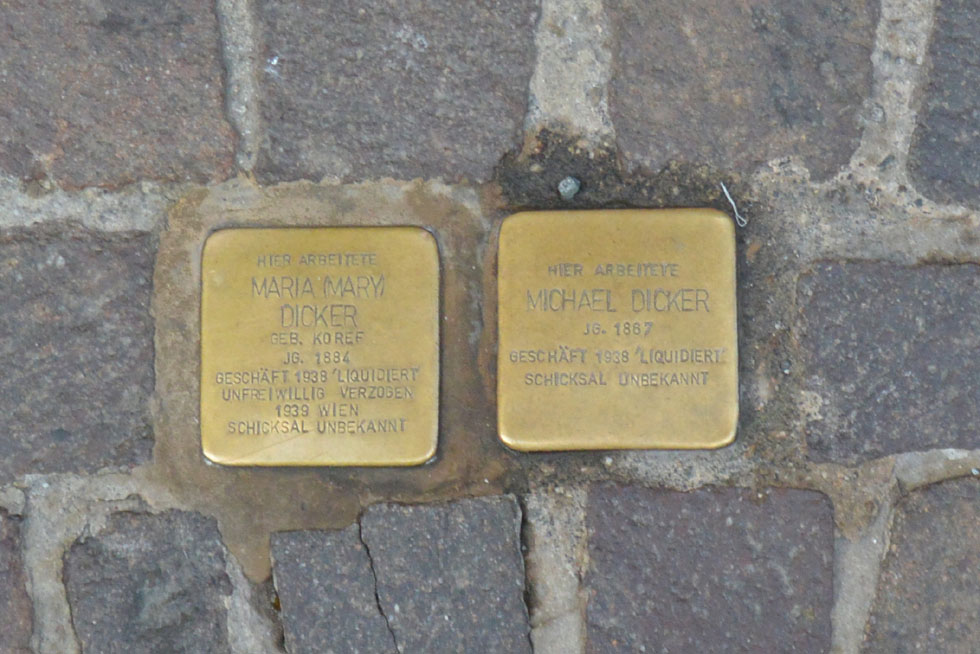 HIER ARBEITETE
MARIA (MARY)
DICKER
GEB. KOREF
JG. 1884
GESCHÄFT 1938 'LIQUIDIERT'
UNFREIWILLIG VERZOGEN
1939 WIEN
SCHICKSAL UNBEKANNT
HIER ARBEITETE
MICHAEL DICKER
JG. 1867
GESCHÄFT 1938 'LIQUIDIERT'
SCHICKSAL UNBEKANNT